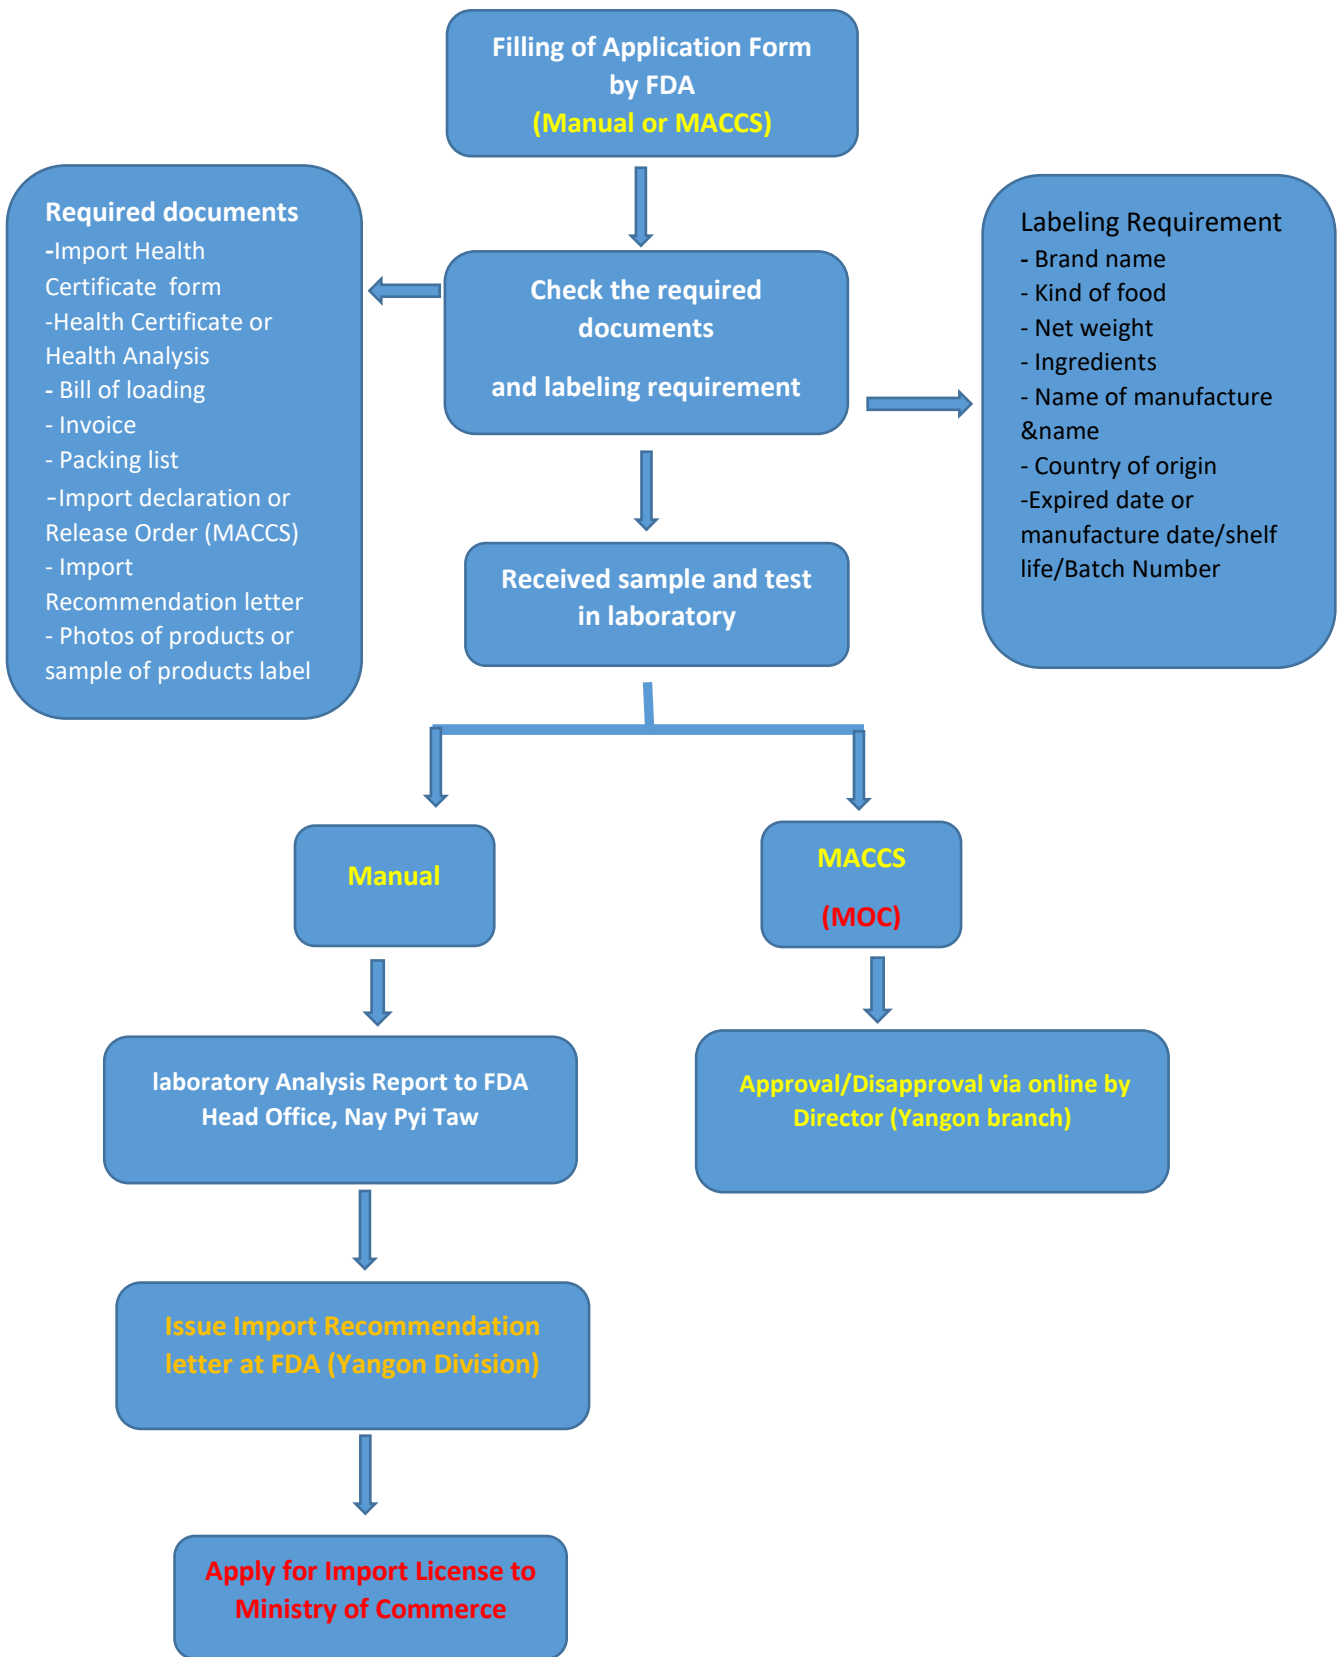 Filling of Application Form
by FDA
(Manual or MACCS)
Required documents
-Import Health
Certificate form
-Health Certificate or
Health Analysis
- Bill of loading
- Invoice
- Packing list
-Import declaration or
Release Order (MACCS)
- Import
Recommendation letter
- Photos of products or
sample of products label
Check the required
documents
and labeling requirement
Labeling Requirement
- Brand name
- Kind of food
- Net weight
- Ingredients
- Name of manufacture
&name
- Country of origin
-Expired date or
manufacture date/shelf
life/Batch Number
Received sample and test
in laboratory
Manual
MACCS
(MOC)
laboratory Analysis Report to FDA
Head Office, Nay Pyi Taw
Approval/Disapproval via online by
Director (Yangon branch)
Issue Import Recommendation
letter at FDA (Yangon Division)
Apply for Import License to
Ministry of Commerce